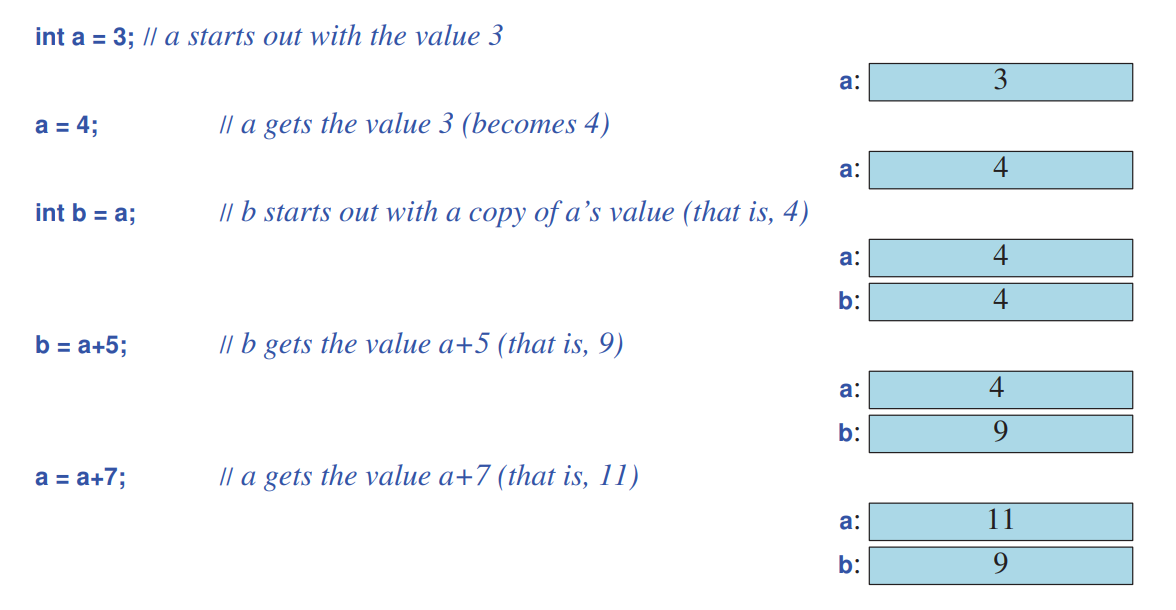 int a = 3; // a starts out with the value 3
a: 3
a = 4; // a gets the value 3 (becomes 4)
a: 4
int b = a; // b starts out with a copy of a’s value (that is, 4)
a: 4
b: 4
b = a+5; // b gets the value a+5 (that is, 9)
a: 4
b: 9
a = a+7; // a gets the value a+7 (that is, 11)
a: 11
b: 9